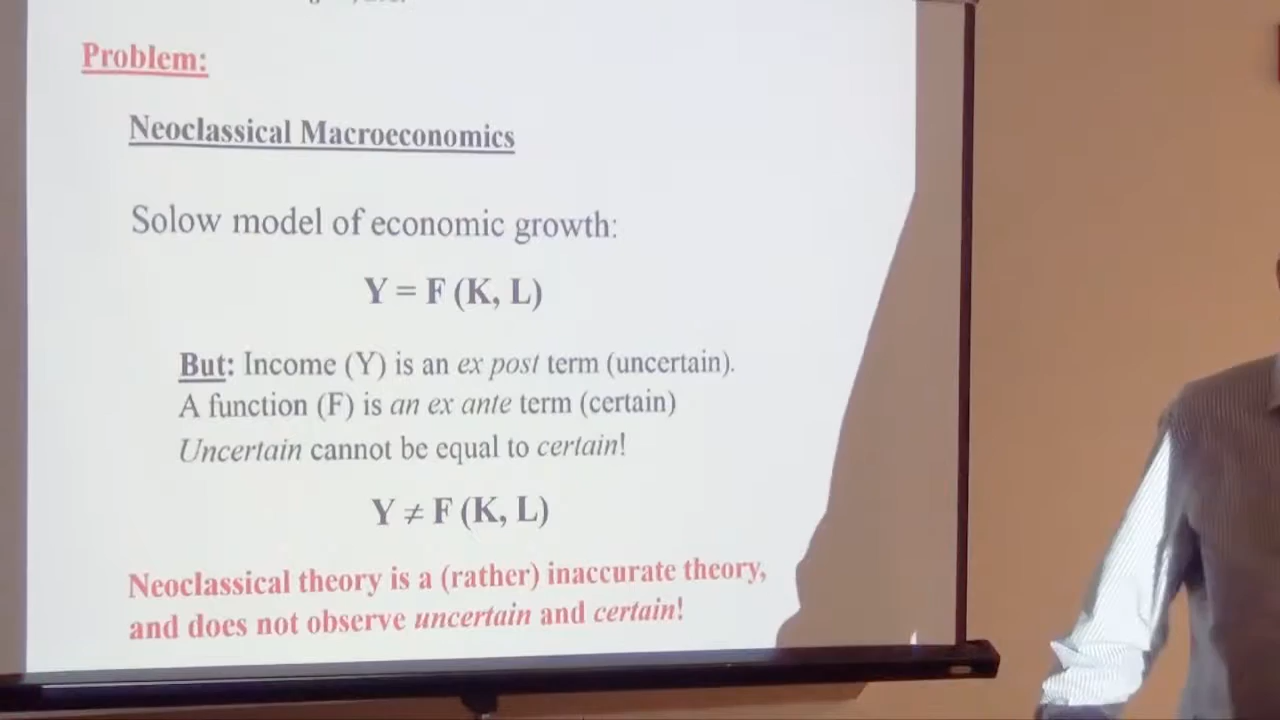 Problem:
Neoclassical Macroeconomics
Solow model of economic growth:
Y = F (K, L)
But: Income (Y) is an ex post term (uncertain).
A function (F) is an ex ante term (certain)
Uncertain cannot be equal to certain!
Y ≠ F (K, L)
Neoclassical theory is a (rather) inaccurate theory,
and does not observe uncertain and certain!